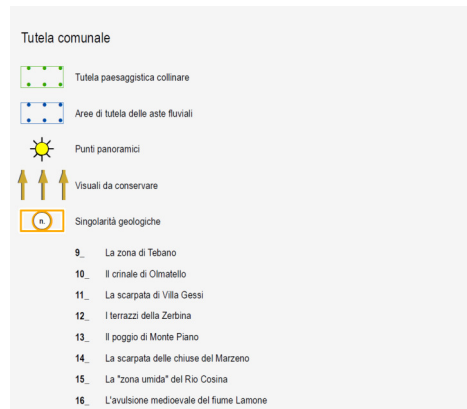 Tutela comunale
Tutela paesaggistica collinare
Aree di tutela delle aste fluviali
Punti panoramici
Visuali da conservare
n. Singolarità geologiche
9_ La zona di Tebano
10_ Il crinale di Olmatello
11_ La scarpata di Villa Gessi
12_ I terrazzi della Zerbina
13_ Il poggio di Monte Piano
14_ La scarpata delle chiuse del Marzeno
15_ La "zona umida" del Rio Cosina
16_ L'avulsione medioevale del fiume Lamone